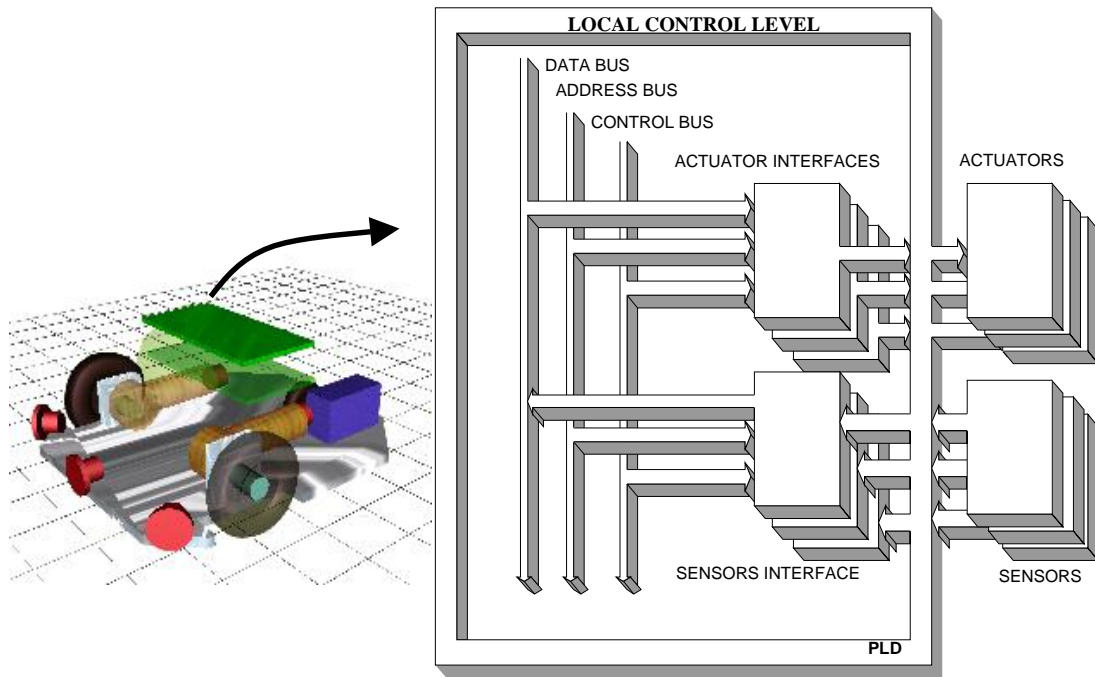 LOCAL CONTROL LEVEL
DATA BUS
ADDRESS BUS
CONTROL BUS
ACTUATOR INTERFACES
ACTUATORS
SENSORS INTERFACE
SENSORS
PLD